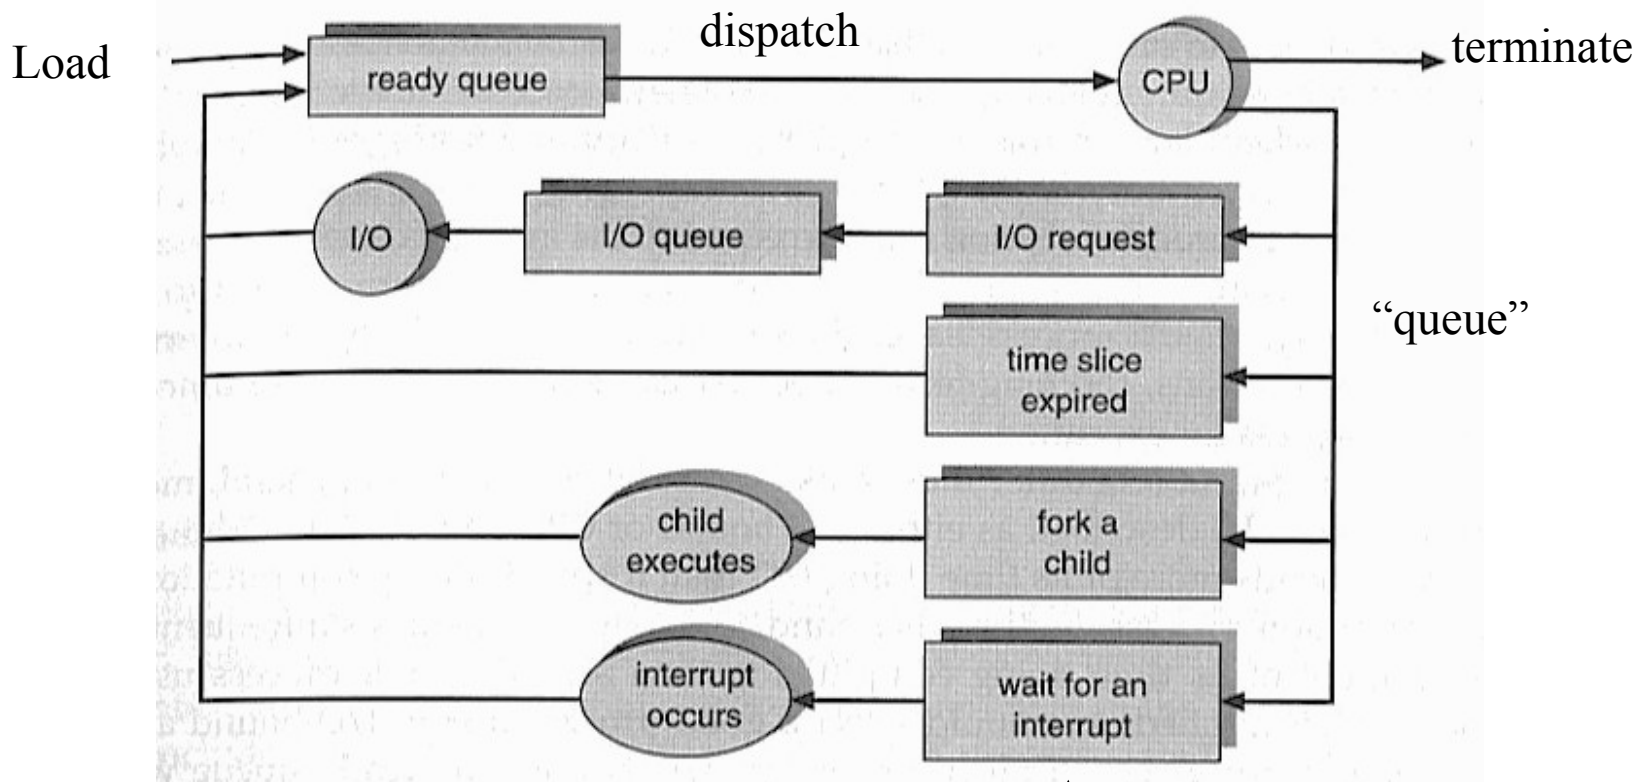 dispatch
Load
ready queue
CPU
terminate
I/O
I/O queue
I/O request
“queue”
time slice
expired
child
executes
fork a
child
interrupt
occurs
wait for an
interrupt